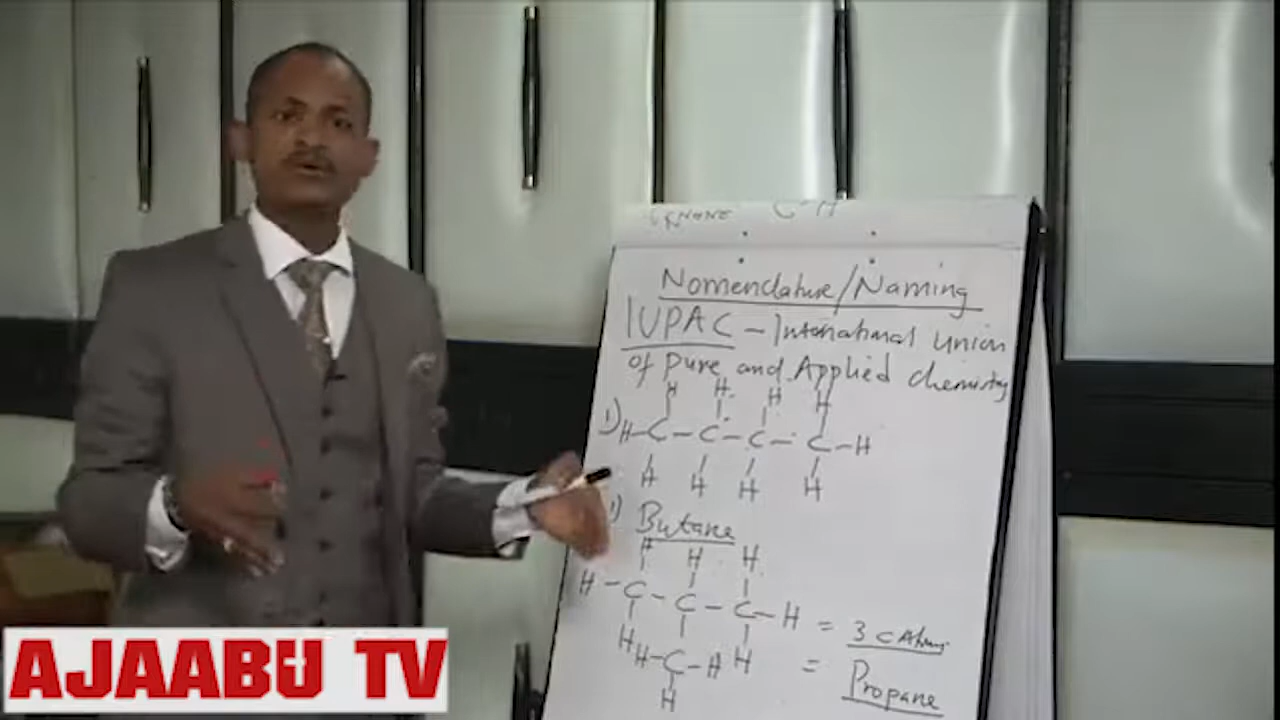 Nomenclature/Naming
IUPAC - International Union
of Pure and Applied chemistry
H H H H
1) H-C-C-C-C-H
H H H H
Butane
H H H
H-C-C-C-H = 3 C Atoms
H H
H-C-H = Propane
H
AJAABU TV